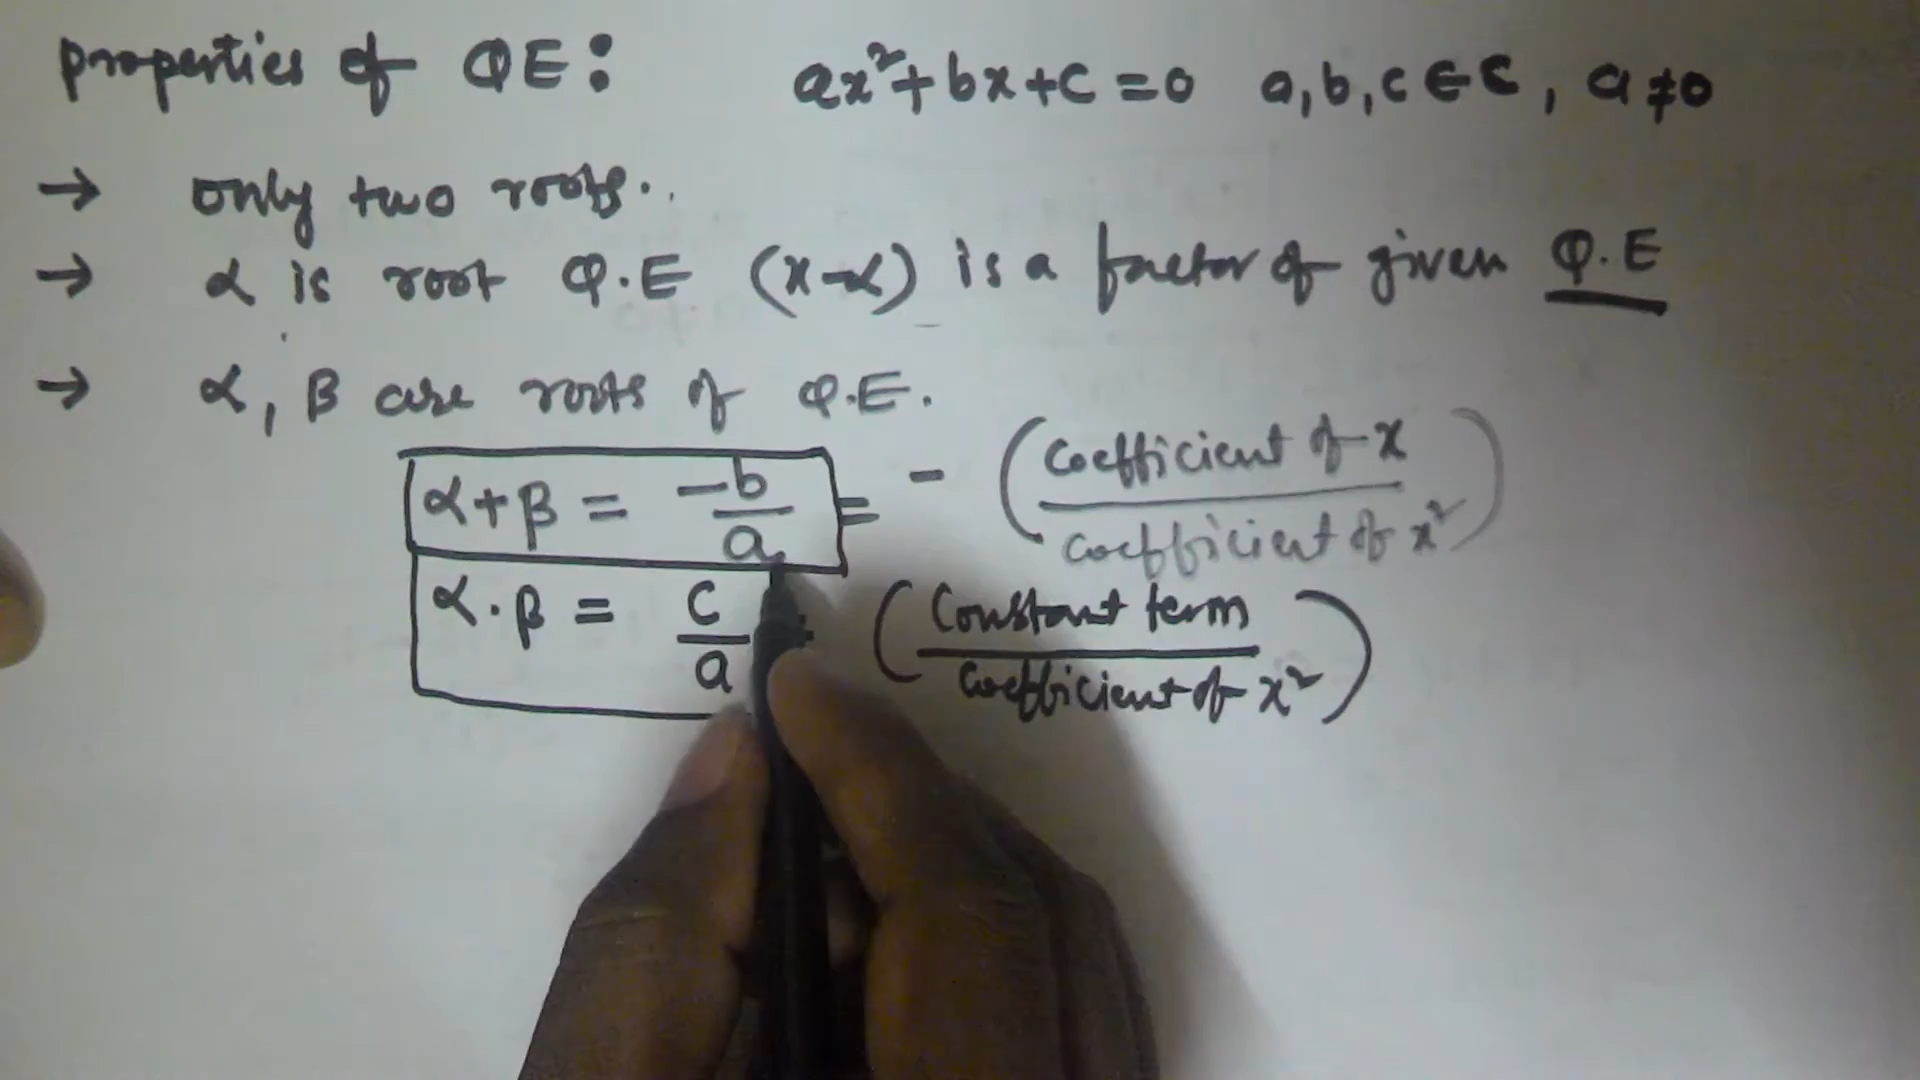 properties of QE: ax²+bx+c=0 a,b,c ∈ C, a≠0
→ only two roots..
→ α is root Q.E (x-α) is a factor of given Q.E
→ α, β are roots of Q.E.
α+β = -b/a = - (coefficient of x / coefficient of x²)
α.β = c/a (Constant term / coefficient of x²)